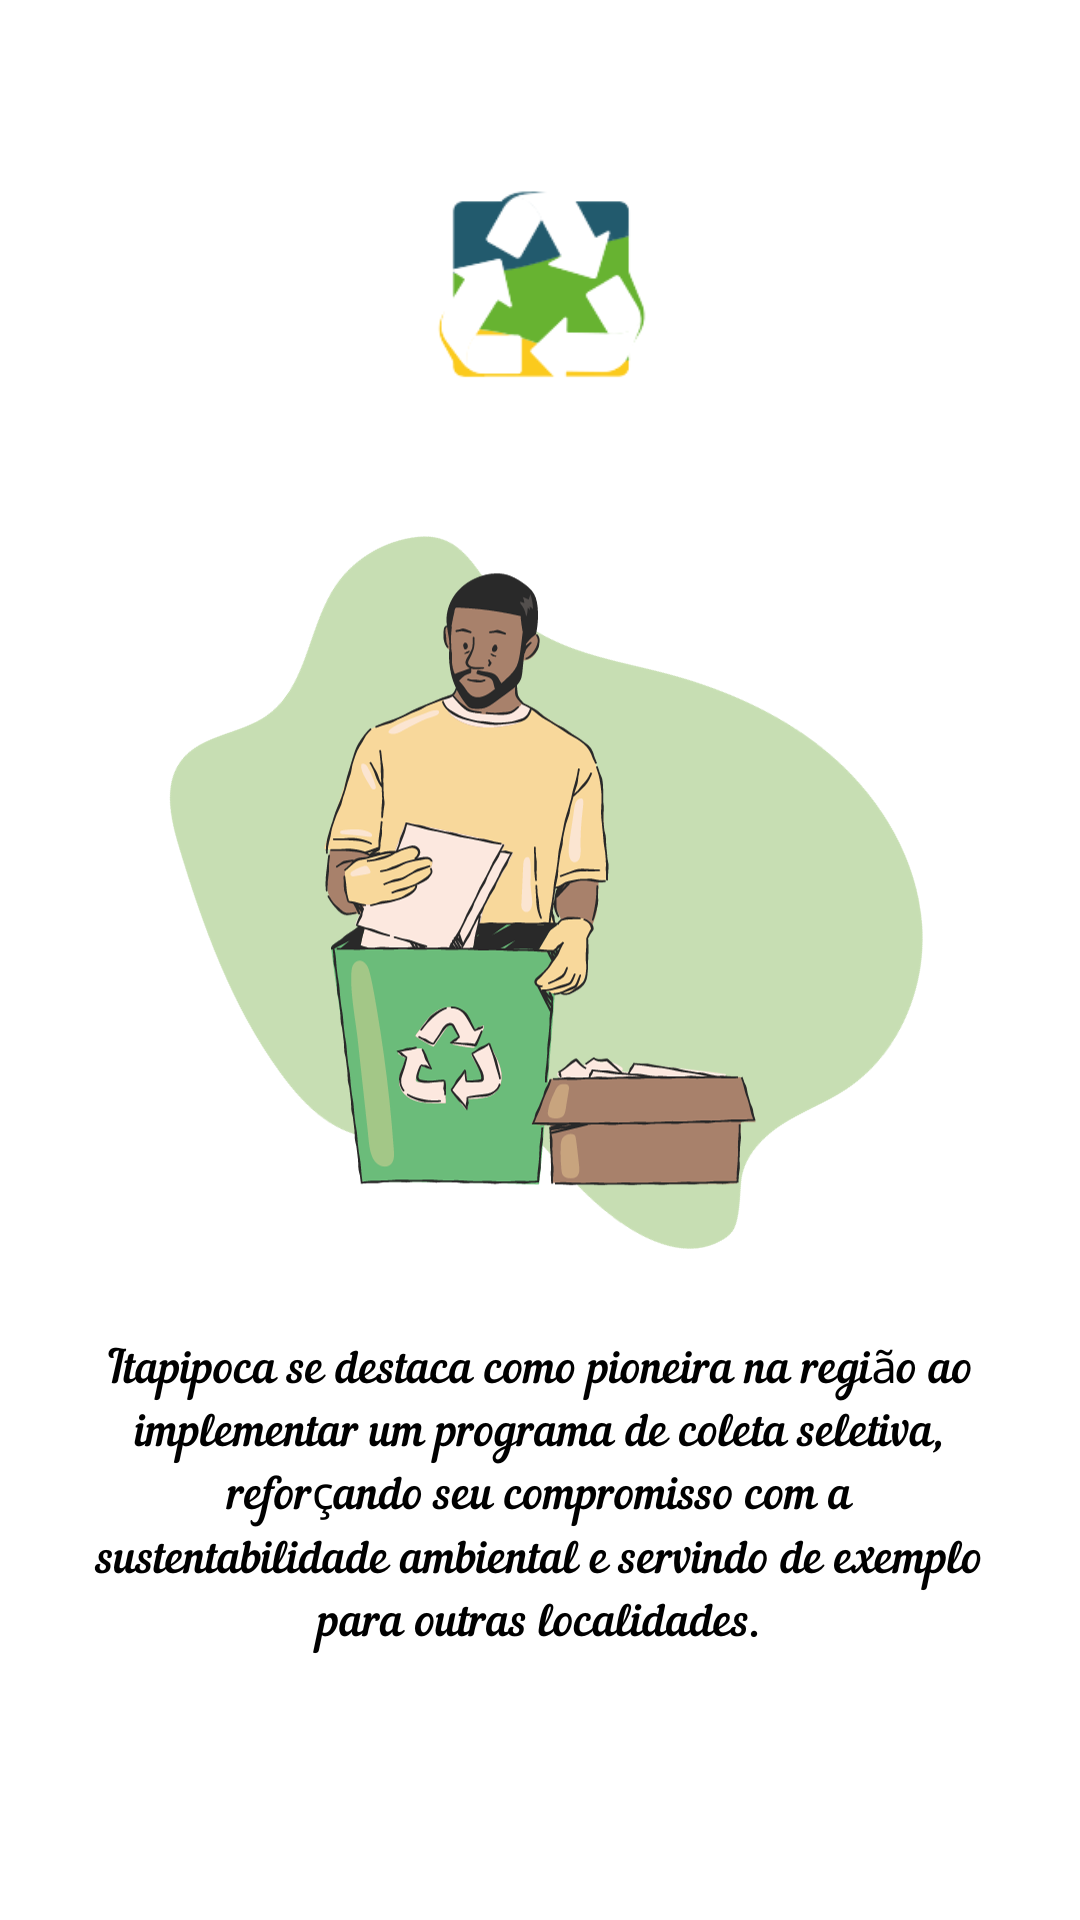 Itapipoca se destaca como pioneira na região ao
implementar um programa de coleta seletiva,
reforçando seu compromisso com a
sustentabilidade ambiental e servindo de exemplo
para outras localidades.